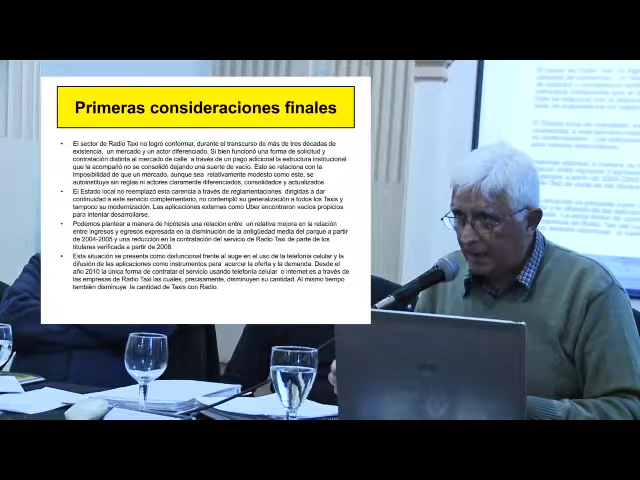 Primeras consideraciones finales
• El sector de Radio Taxi no logró conformar, durante el transcurso de más de tres décadas de
existencia, un mercado y un actor diferenciado. Si bien funcionó una forma de solicitud y
contratación distinta al mercado de calle a través de un pago adicional la estructura institucional
que la acompañó no se consolidó dejando una suerte de vacío. Esto se relaciona con la
imposibilidad de que un mercado, aunque sea relativamente modesto como este, se
autoinstituya sin reglas ni actores claramente diferenciados, consolidados y actualizados
• El Estado local no reemplazó esta carencia a través de reglamentaciones dirigidas a dar
continuidad a este servicio complementario, no contempló su generalización a todos los Taxis y
tampoco su modernización. Las aplicaciones externas como Uber encontraron vacíos propicios
para intentar desarrollarse.
• Podemos plantear a manera de hipótesis una relación entre un relativa mejora en la relación
entre ingresos y egresos expresada en la disminución de la antigüedad media del parque a partir
de 2004-2005 y una reducción en la contratación del servicio de Radio Taxi de parte de los
titulares verificada a partir de 2008.
• Esta situación se presenta como disfuncional frente al auge en el uso de la telefonía celular y la
difusión de las aplicaciones como instrumentos para acercar la oferta y la demanda. Desde el
año 2010 la única forma de contratar el servicio usando telefonía celular o internet es a través de
las empresas de Radio Taxi las cuales, precisamente, disminuyen su cantidad. Al mismo tiempo
también disminuye la cantidad de Taxis con Radio.